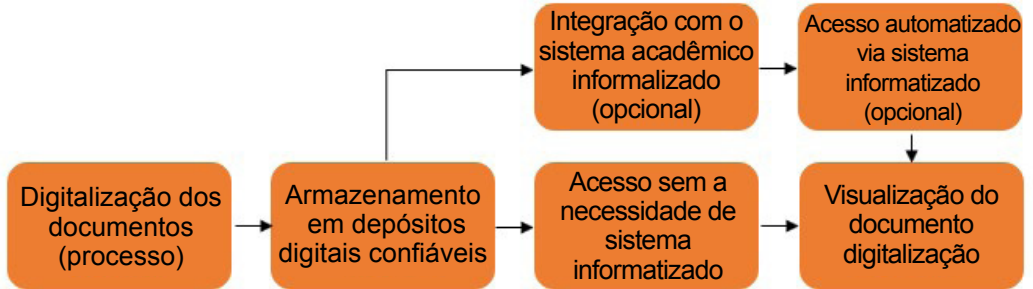 Integração com o
sistema acadêmico
informalizado
(opcional)
Acesso automatizado
via sistema
informatizado
(opcional)
Digitalização dos
documentos
(processo)
Armazenamento
em depósitos
digitais confiáveis
Acesso sem a
necessidade de
sistema
informatizado
Visualização do
documento
digitalização